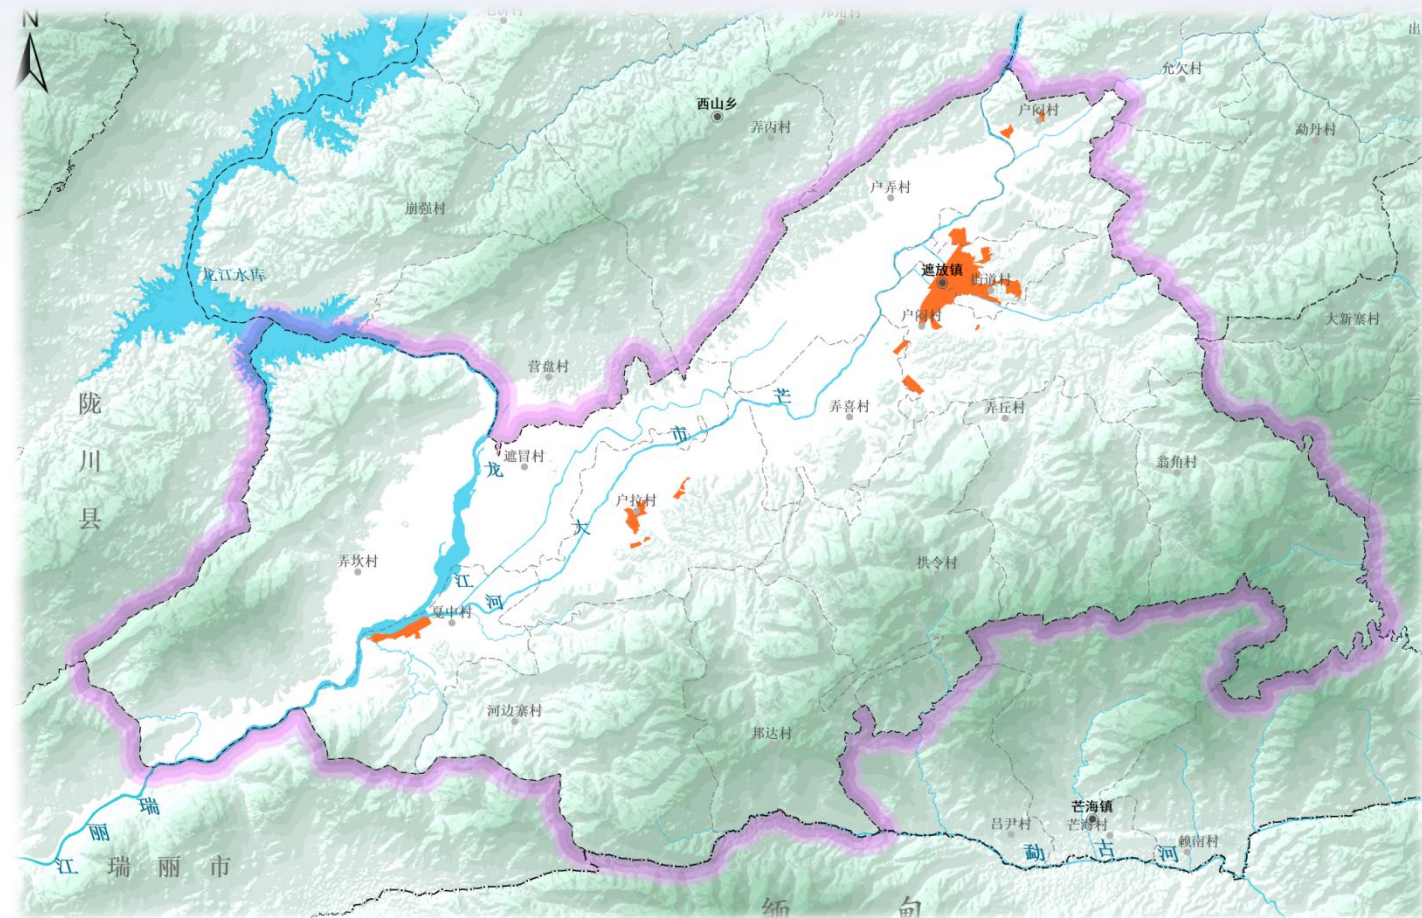 N
允欠村
出
西山乡
弄丙村
户闷村
勐丹村
户弄村
崩强村
龙江水库
遮放镇
街道村
户闷村
大新寨村
营盘村
陇川县
芒市大河
弄喜村
弄丘村
遮冒村
龙江
翁角村
户拉村
弄坎村
拱令村
戛中村
河边寨村
邦达村
瑞丽江
芒海镇
吕尹村
芒海村
赖南村
勐古河
瑞丽市
缅甸